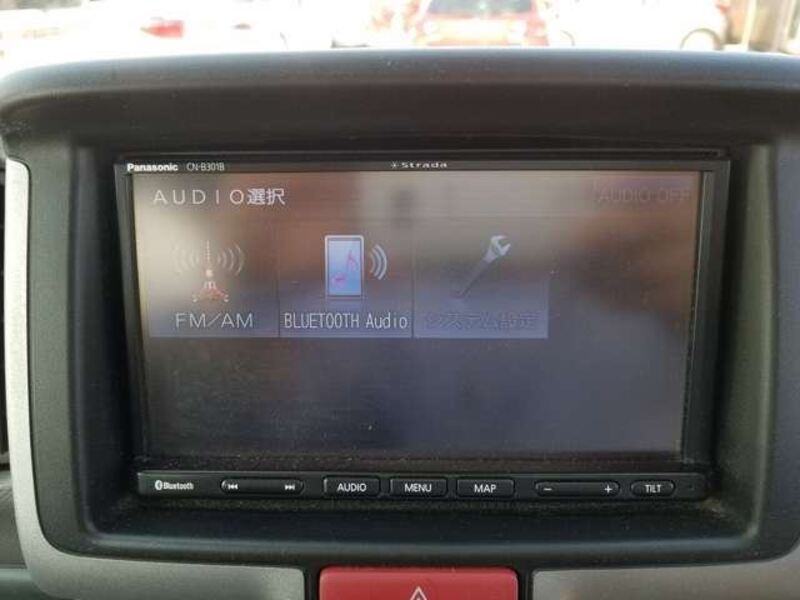 Panasonic CN-B301B Strada
AUDIO選択 AUDIO OFF
FM/AM BLUETOOTH Audio システム設定
Bluetooth AUDIO MENU MAP − + TILT